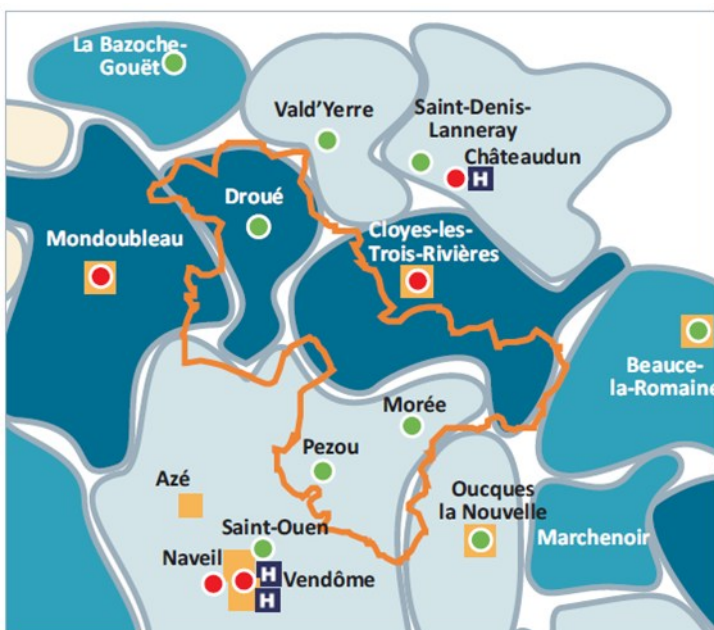 La Bazoche-
Gouët
Vald’Yerre
Saint-Denis-
Lanneray
Châteaudun
H
Droué
Mondoubleau
Cloyes-les-
Trois-Rivières
Beauce-
la-Romaine
Morée
Pezou
Azé
Oucques
la Nouvelle
Saint-Ouen
Marchenoir
Naveil
H
Vendôme
H